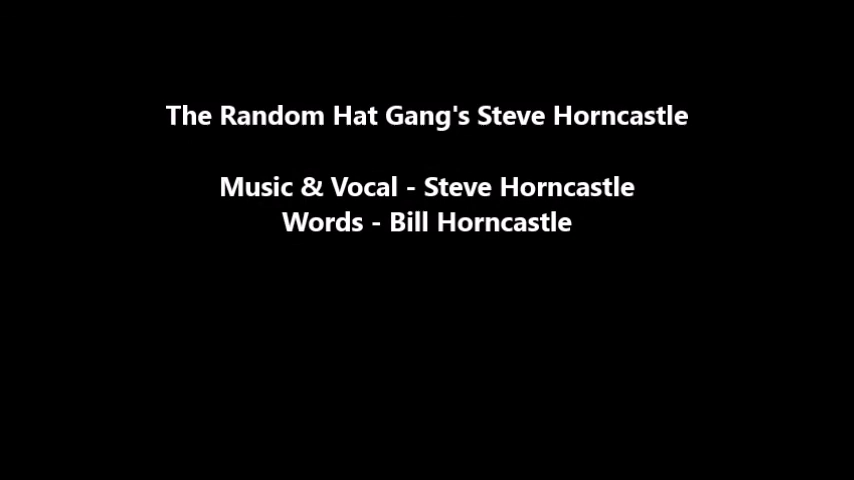 The Random Hat Gang's Steve Horncastle
Music & Vocal - Steve Horncastle
Words - Bill Horncastle